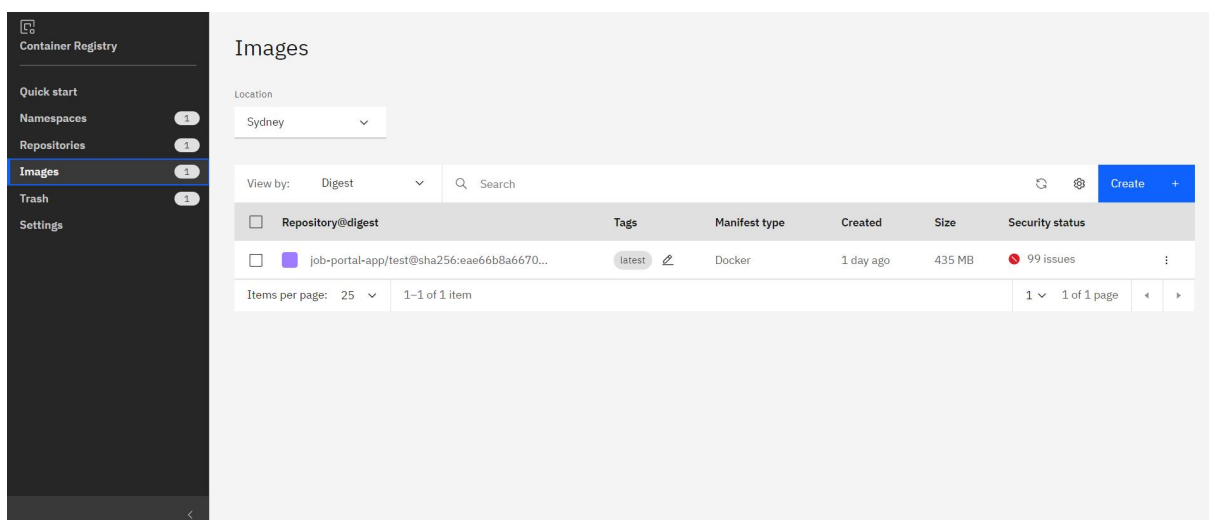 Container Registry
Quick start
Namespaces 1
Repositories 1
Images 1
Trash 1
Settings
Images
Location
Sydney
View by: Digest Search Create +
Repository@digest Tags Manifest type Created Size Security status
job-portal-app/test@sha256:eae66b8a6670... latest Docker 1 day ago 435 MB 99 issues
Items per page: 25 1–1 of 1 item 1 1 of 1 page